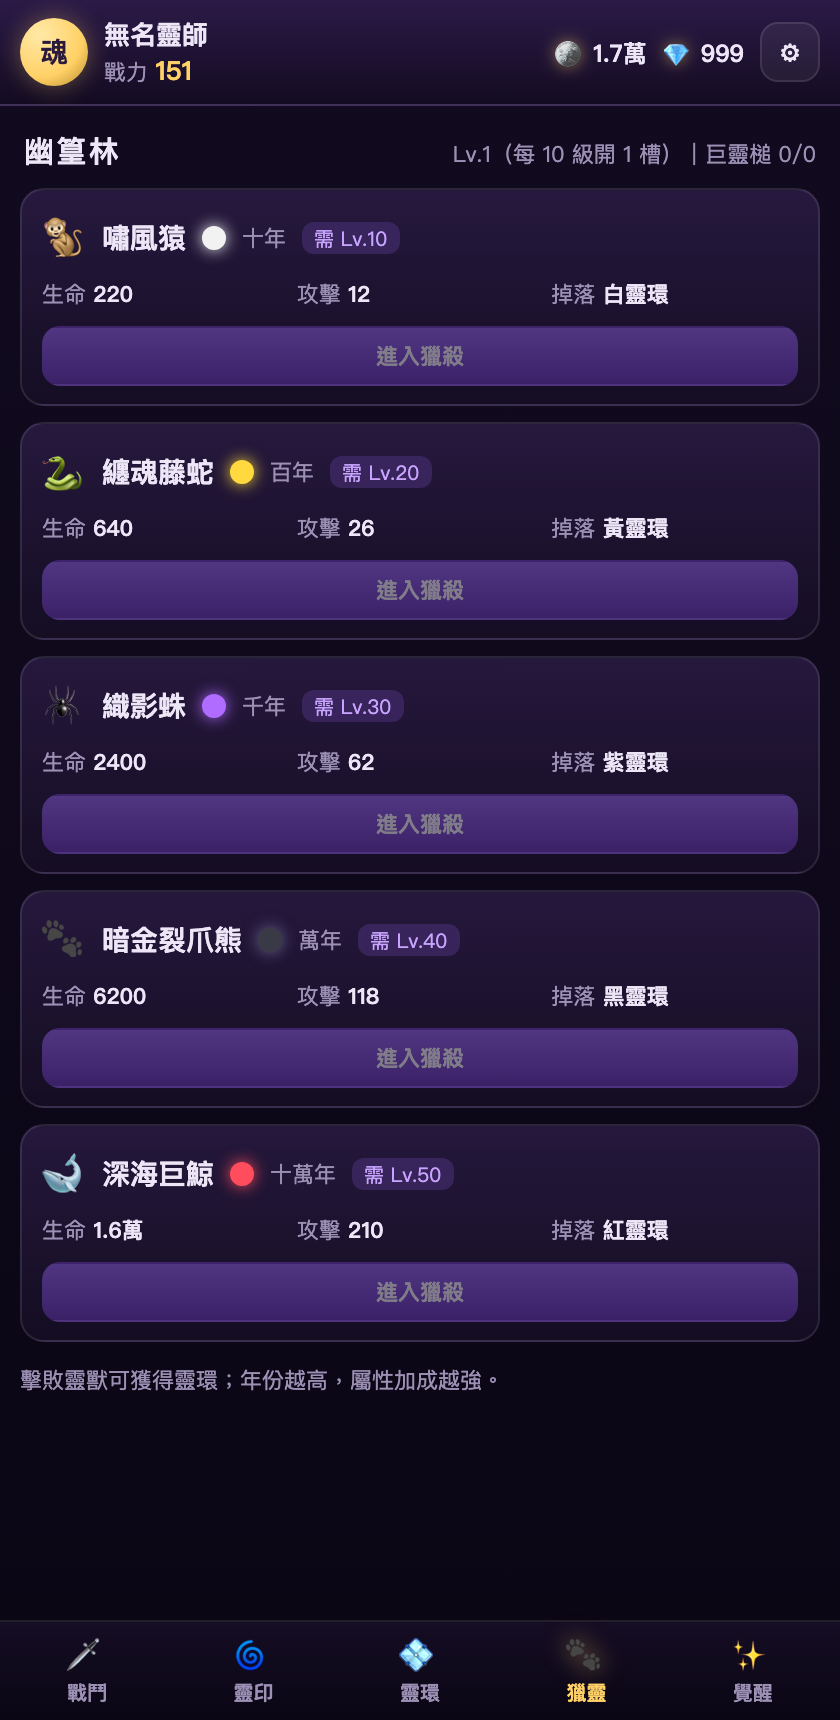 魂
無名靈師
戰力 151
1.7萬 999
幽篁林
Lv.1（每 10 級開 1 槽）｜巨靈槌 0/0
嘯風猿 十年 需 Lv.10
生命 220 攻擊 12 掉落 白靈環
進入獵殺
纏魂藤蛇 百年 需 Lv.20
生命 640 攻擊 26 掉落 黃靈環
進入獵殺
織影蛛 千年 需 Lv.30
生命 2400 攻擊 62 掉落 紫靈環
進入獵殺
暗金裂爪熊 萬年 需 Lv.40
生命 6200 攻擊 118 掉落 黑靈環
進入獵殺
深海巨鯨 十萬年 需 Lv.50
生命 1.6萬 攻擊 210 掉落 紅靈環
進入獵殺
擊敗靈獸可獲得靈環；年份越高，屬性加成越強。
戰鬥 靈印 靈環 獵靈 覺醒